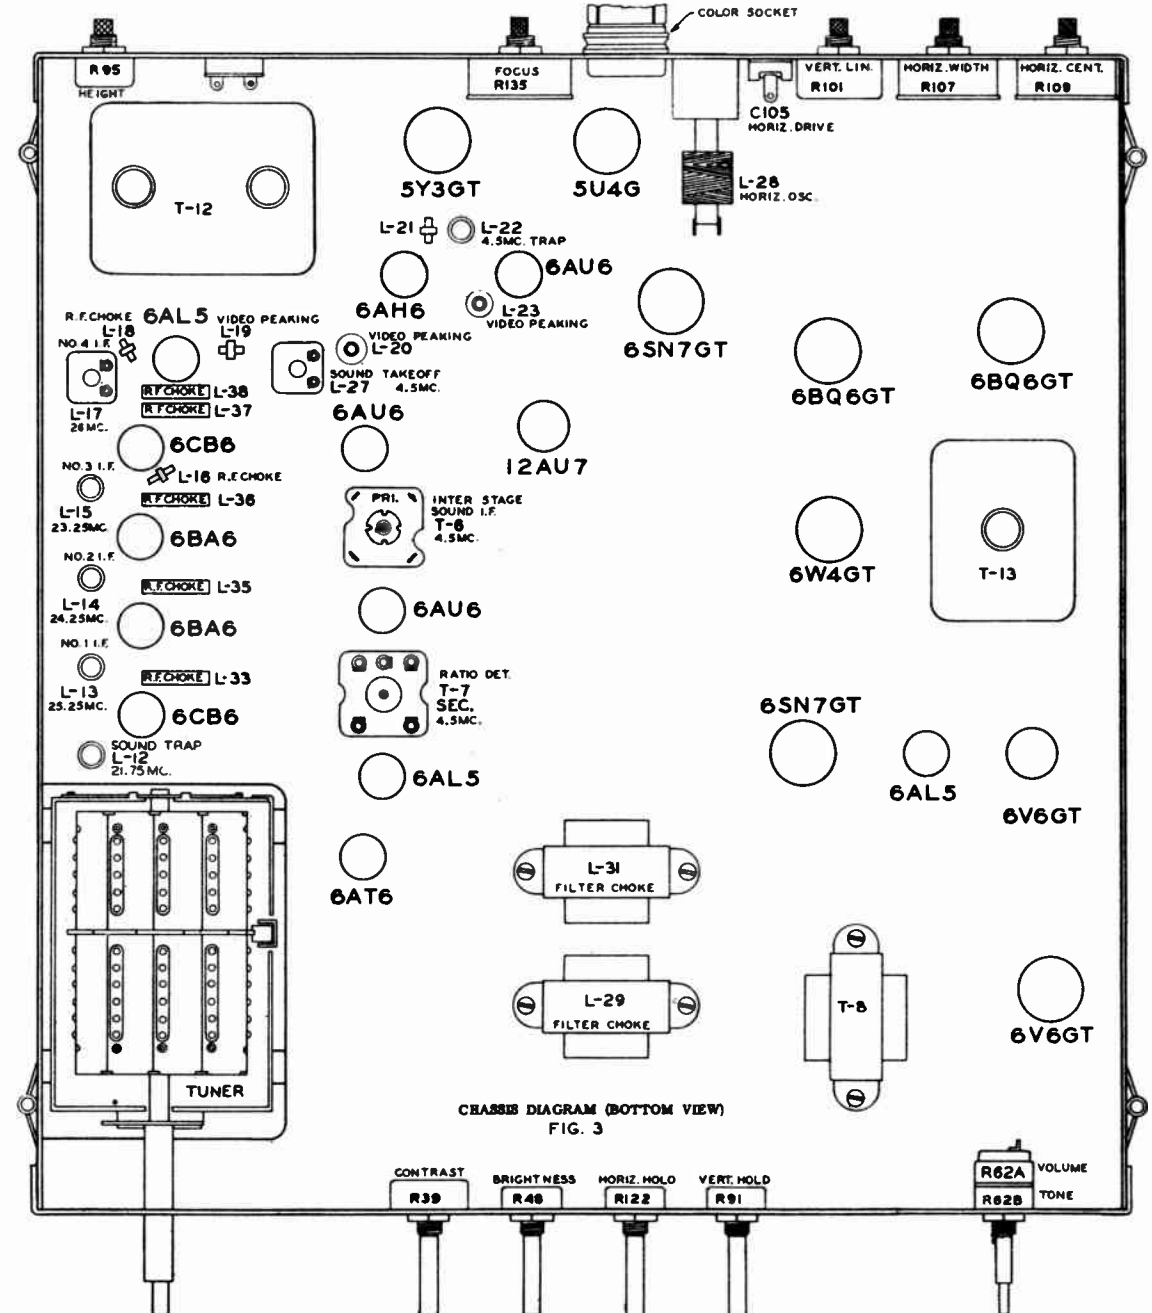 COLOR SOCKET
R95
HEIGHT
FOCUS
R135
C105
HORIZ. DRIVE
VERT. LIN.
R101
HORIZ. WIDTH
R107
HORIZ. CENT.
R109
T-12
5Y3GT
5U4G
L-28
HORIZ. OSC.
L-21
L-22
4.5MC. TRAP
6AH6
6AU6
L-23
VIDEO PEAKING
6SN7GT
6BQ6GT
6BQ6GT
R.F. CHOKE
L-18
6AL5
VIDEO PEAKING
L-19
NO. 4 I.F.
L-17
26MC.
VIDEO PEAKING
L-20
SOUND TAKEOFF
L-27 4.5MC.
R.F. CHOKE L-38
R.F. CHOKE L-37
6AU6
12AU7
6CB6
L-16 R.F. CHOKE
NO. 3 I.F.
L-15
23.25MC.
R.F. CHOKE L-36
6BA6
PRI.
INTER STAGE
SOUND I.F.
T-6
4.5MC.
6W4GT
T-13
NO. 2 I.F.
L-14
24.25MC.
R.F. CHOKE L-35
6BA6
6AU6
NO. 1 I.F.
L-13
25.25MC.
R.F. CHOKE L-33
6CB6
RATIO DET.
T-7
SEC.
4.5MC.
SOUND TRAP
L-12
21.75 MC.
6AL5
6SN7GT
6AL5
6V6GT
6AT6
L-31
FILTER CHOKE
L-29
FILTER CHOKE
T-8
6V6GT
TUNER
CHASSIS DIAGRAM (BOTTOM VIEW)
FIG. 3
CONTRAST
R39
BRIGHTNESS
R48
HORIZ. HOLD
R122
VERT. HOLD
R91
R62A VOLUME
R62B TONE